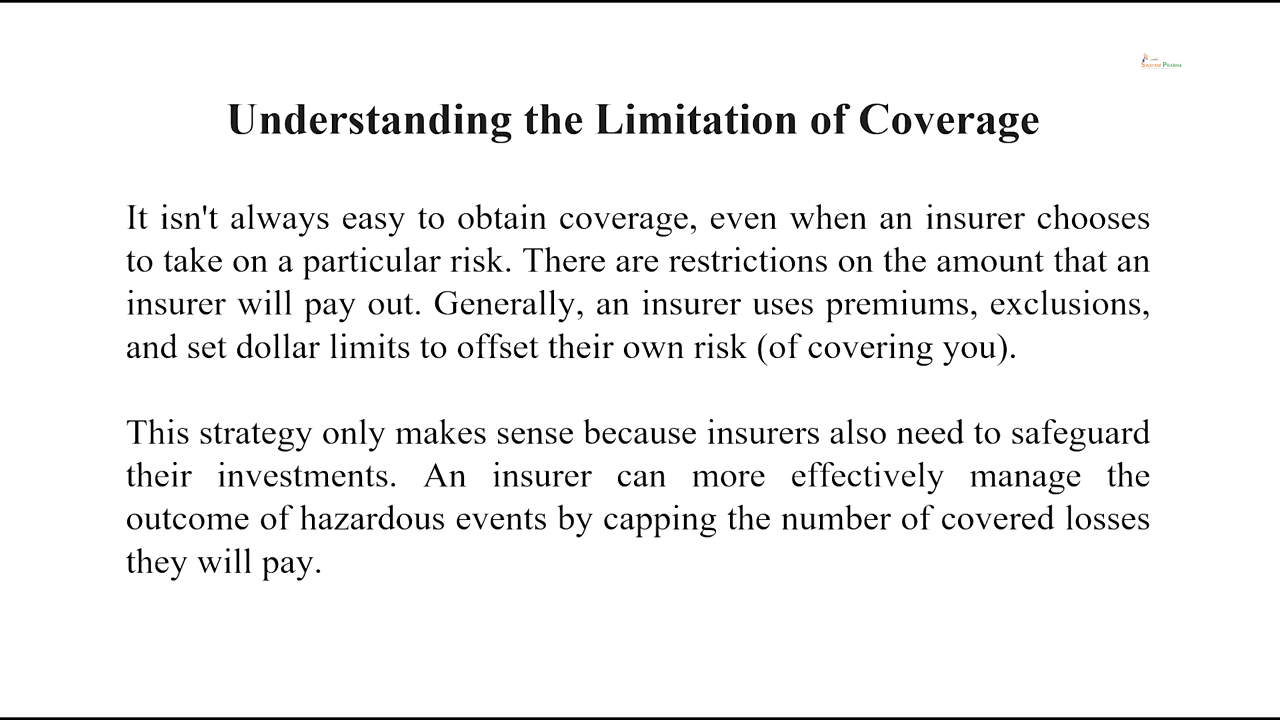 Swayam Prabha
Understanding the Limitation of Coverage
It isn't always easy to obtain coverage, even when an insurer chooses
to take on a particular risk. There are restrictions on the amount that an
insurer will pay out. Generally, an insurer uses premiums, exclusions,
and set dollar limits to offset their own risk (of covering you).
This strategy only makes sense because insurers also need to safeguard
their investments. An insurer can more effectively manage the
outcome of hazardous events by capping the number of covered losses
they will pay.